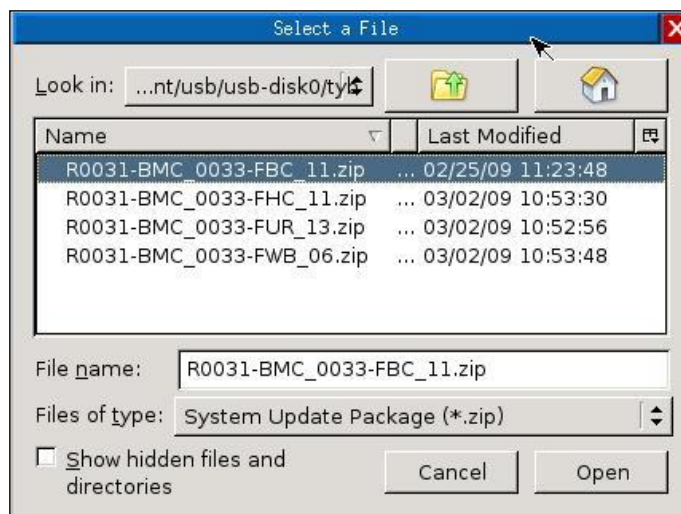 Select a File
Look in: ...nt/usb/usb-disk0/
Name Last Modified
R0031-BMC_0033-FBC_11.zip ... 02/25/09 11:23:48
R0031-BMC_0033-FHC_11.zip ... 03/02/09 10:53:30
R0031-BMC_0033-FUR_13.zip ... 03/02/09 10:52:56
R0031-BMC_0033-FWB_06.zip ... 03/02/09 10:53:48
File name: R0031-BMC_0033-FBC_11.zip
Files of type: System Update Package (*.zip)
Show hidden files and
directories
Cancel Open